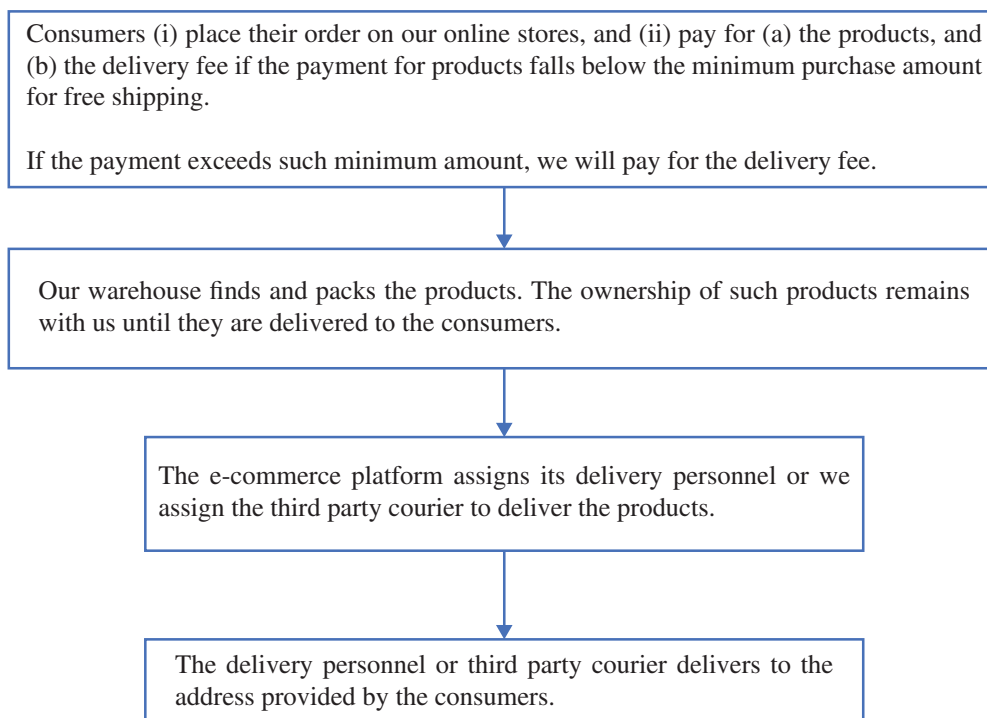 Consumers (i) place their order on our online stores, and (ii) pay for (a) the products, and
(b) the delivery fee if the payment for products falls below the minimum purchase amount
for free shipping.
If the payment exceeds such minimum amount, we will pay for the delivery fee.
Our warehouse finds and packs the products. The ownership of such products remains
with us until they are delivered to the consumers.
The e-commerce platform assigns its delivery personnel or we
assign the third party courier to deliver the products.
The delivery personnel or third party courier delivers to the
address provided by the consumers.